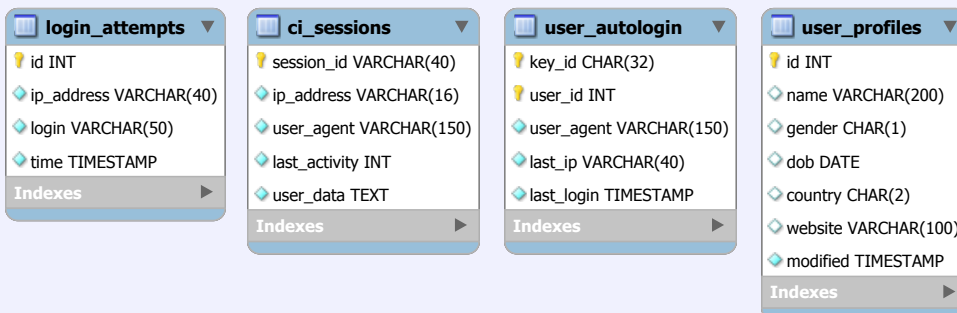 login_attempts
id INT
ip_address VARCHAR(40)
login VARCHAR(50)
time TIMESTAMP
Indexes
ci_sessions
session_id VARCHAR(40)
ip_address VARCHAR(16)
user_agent VARCHAR(150)
last_activity INT
user_data TEXT
Indexes
user_autologin
key_id CHAR(32)
user_id INT
user_agent VARCHAR(150)
last_ip VARCHAR(40)
last_login TIMESTAMP
Indexes
user_profiles
id INT
name VARCHAR(200)
gender CHAR(1)
dob DATE
country CHAR(2)
website VARCHAR(100)
modified TIMESTAMP
Indexes